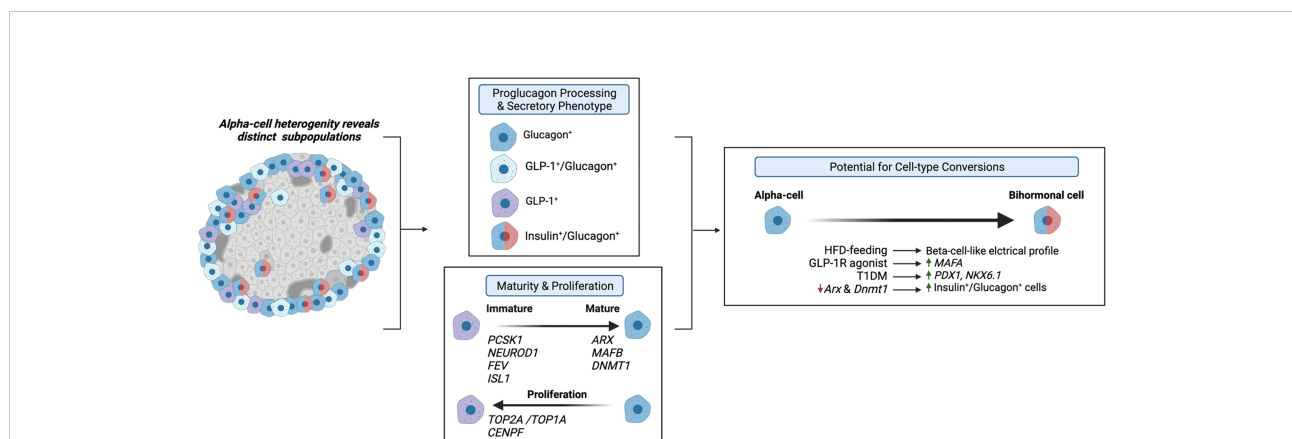 Alpha-cell heterogenity reveals
distinct subpopulations
Proglucagon Processing
& Secretory Phenotype
Glucagon⁺
GLP-1⁺/Glucagon⁺
GLP-1⁺
Insulin⁺/Glucagon⁺
Maturity & Proliferation
Immature Mature
PCSK1 ARX
NEUROD1 MAFB
FEV DNMT1
ISL1
Proliferation
TOP2A /TOP1A
CENPF
Potential for Cell-type Conversions
Alpha-cell Bihormonal cell
HFD-feeding Beta-cell-like elctrical profile
GLP-1R agonist MAFA
T1DM PDX1, NKX6.1
Arx & Dnmt1 Insulin⁺/Glucagon⁺ cells